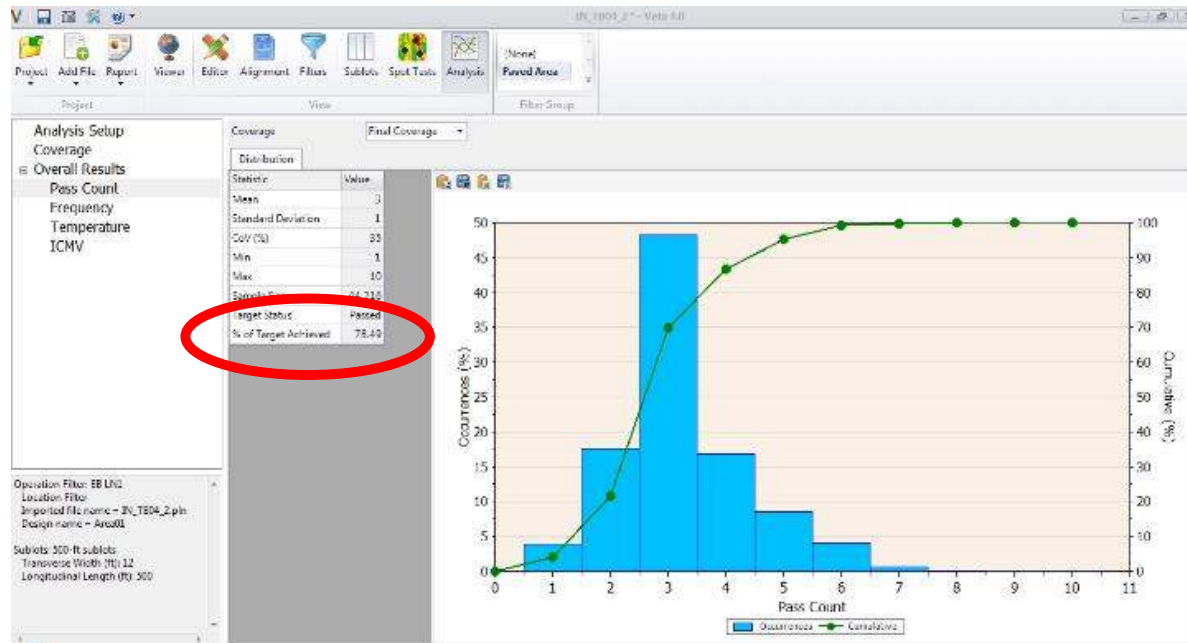 IN_TE04_2* - Veta 4.0
Project
Add File
Report
Viewer
Editor
Alignment
Filters
Sublots
Spot Tests
Analysis
(None)
Paved Area
Project
View
Filter Group
Analysis Setup
Coverage
Overall Results
Pass Count
Frequency
Temperature
ICMV
Coverage
Final Coverage
Distribution
Statistic Value
Mean 3
Standard Deviation 1
CoV (%) 35
Min 1
Max 10
Target Status Passed
% of Target Achieved 78.49
50
45
40
35
30
25
20
15
10
5
0
Occurrences (%)
100
90
80
70
60
50
40
30
20
10
0
Cumulative (%)
0 1 2 3 4 5 6 7 8 9 10 11
Pass Count
Occurrences Cumulative
Operation Filter: EB LN1
Location Filter
Imported file name = IN_TE04_2.pln
Design name = Area01
Sublots: 500-ft sublots
Transverse Width (ft): 12
Longitudinal Length (ft): 500